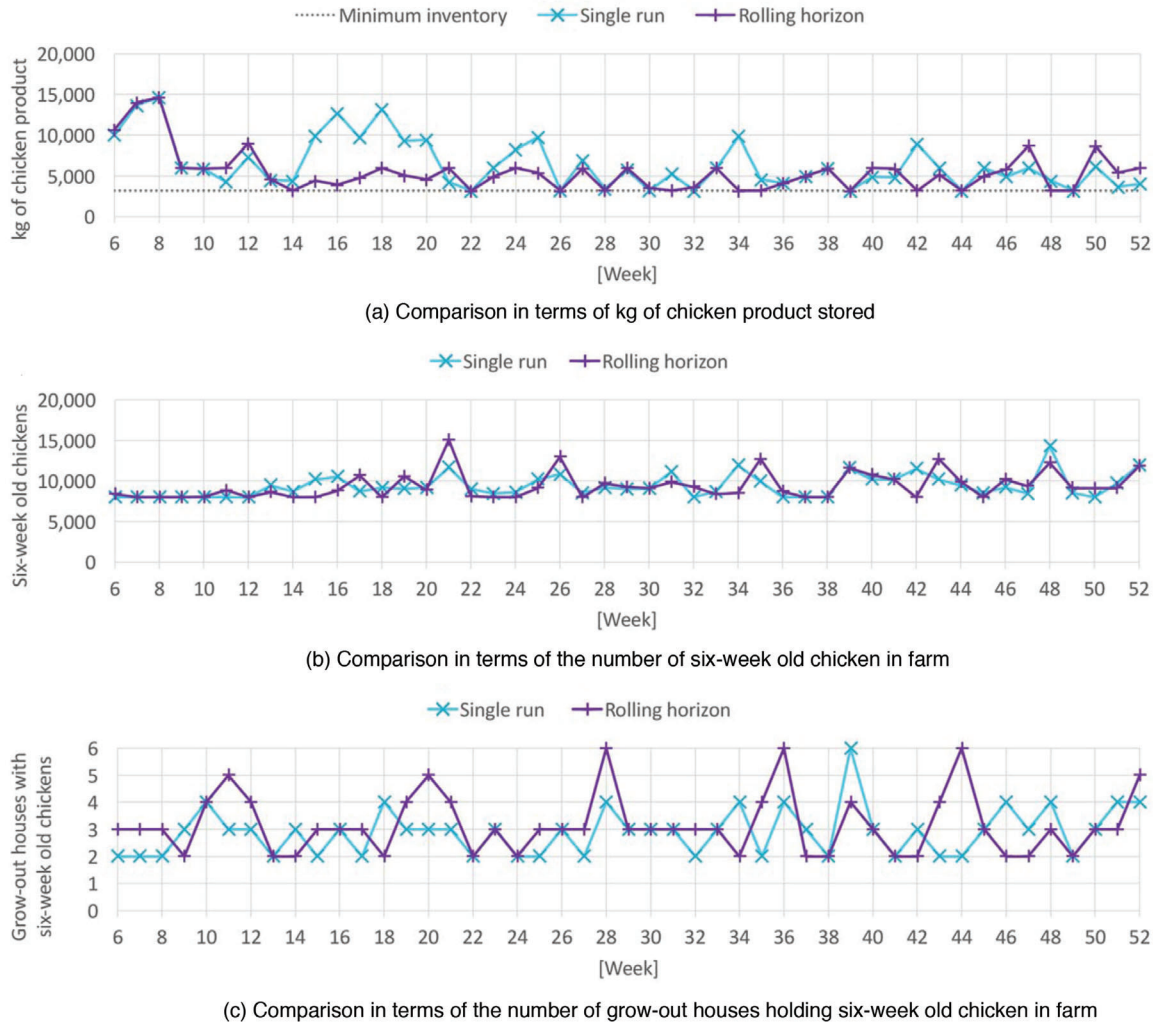 Minimum inventory Single run Rolling horizon
20,000
15,000
10,000
5,000
0
kg of chicken product
6 8 10 12 14 16 18 20 22 24 26 28 30 32 34 36 38 40 42 44 46 48 50 52
[Week]
(a) Comparison in terms of kg of chicken product stored
Single run Rolling horizon
20,000
15,000
10,000
5,000
0
Six-week old chickens
6 8 10 12 14 16 18 20 22 24 26 28 30 32 34 36 38 40 42 44 46 48 50 52
[Week]
(b) Comparison in terms of the number of six-week old chicken in farm
Single run Rolling horizon
6
5
4
3
2
1
0
Grow-out houses with
six-week old chickens
6 8 10 12 14 16 18 20 22 24 26 28 30 32 34 36 38 40 42 44 46 48 50 52
[Week]
(c) Comparison in terms of the number of grow-out houses holding six-week old chicken in farm